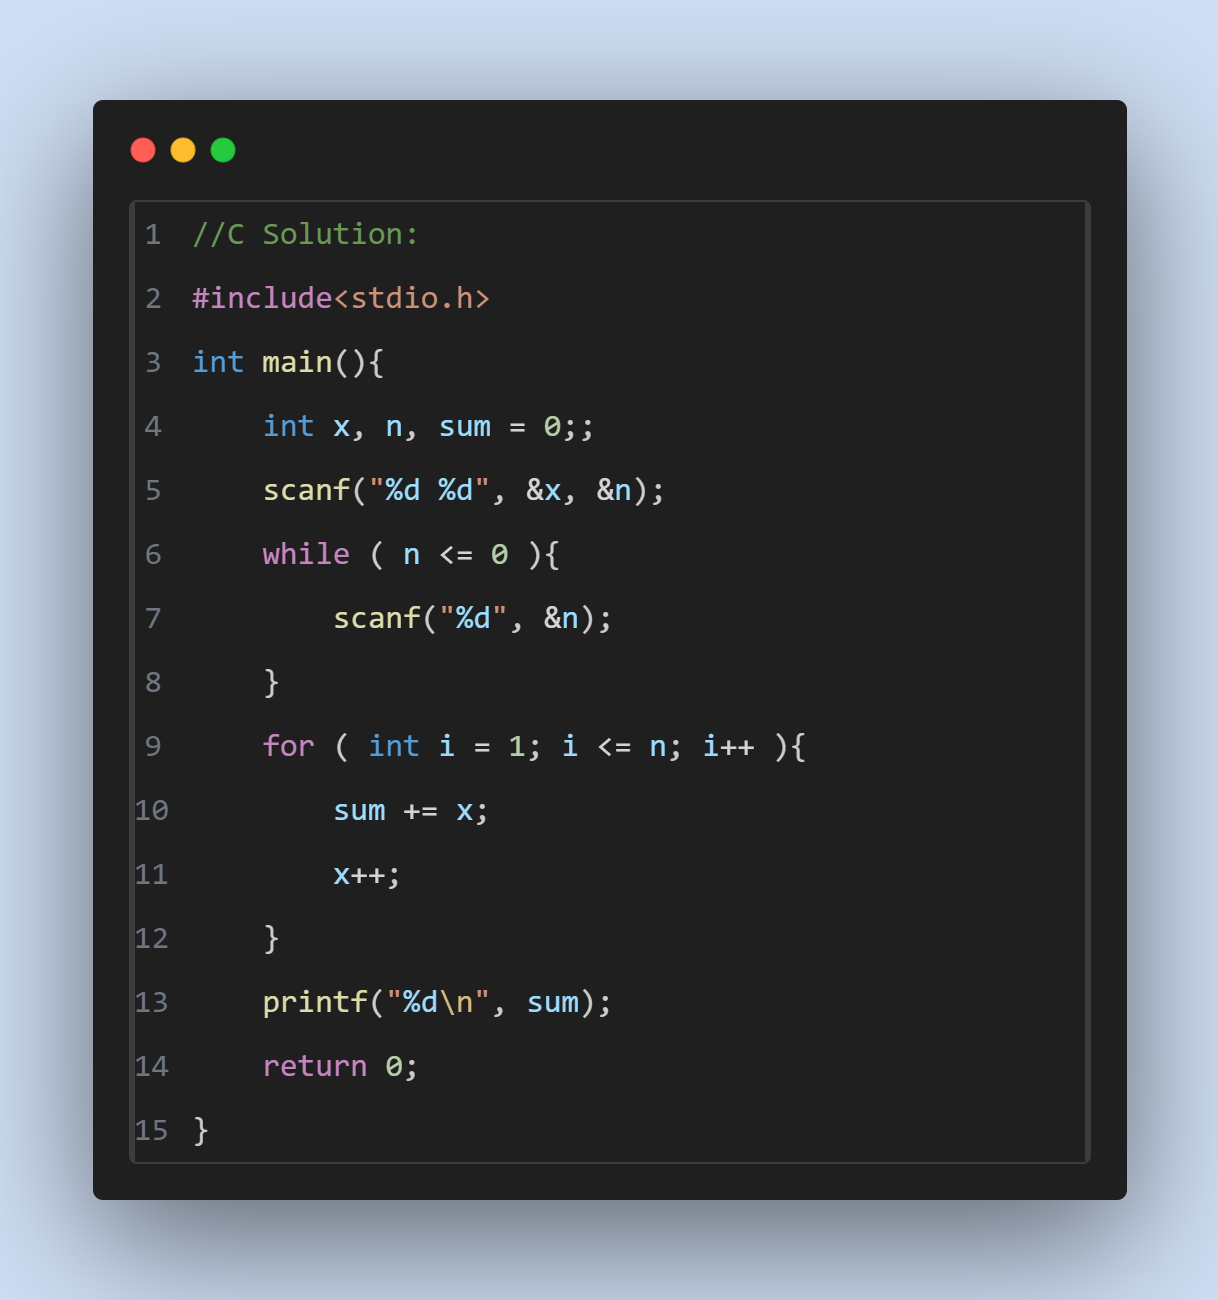 1 //C Solution:
2 #include<stdio.h>
3 int main(){
4     int x, n, sum = 0;;
5     scanf("%d %d", &x, &n);
6     while ( n <= 0 ){
7         scanf("%d", &n);
8     }
9     for ( int i = 1; i <= n; i++ ){
10         sum += x;
11         x++;
12     }
13     printf("%d\n", sum);
14     return 0;
15 }